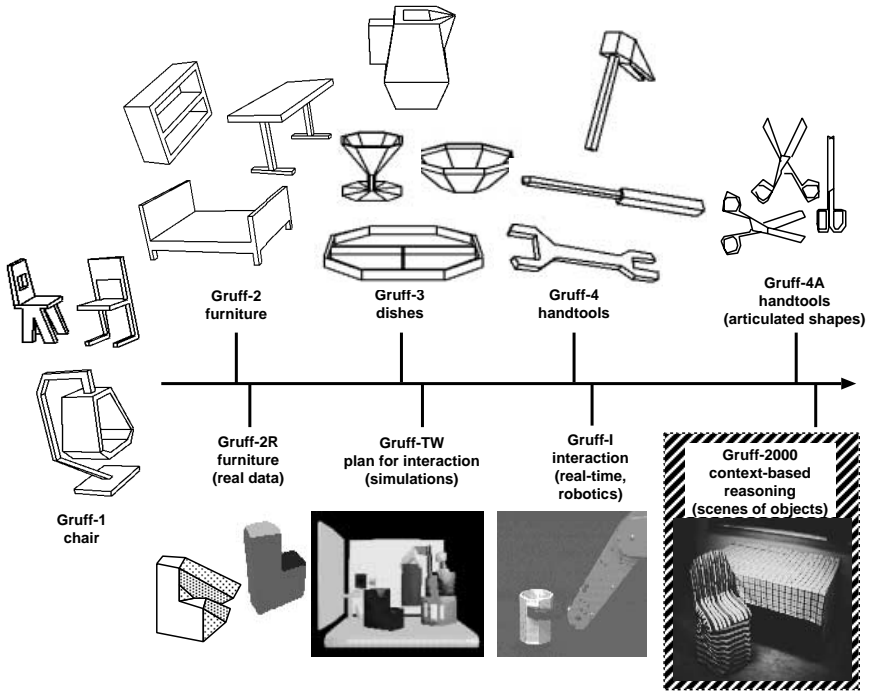 Gruff-2
furniture
Gruff-3
dishes
Gruff-4
handtools
Gruff-4A
handtools
(articulated shapes)
Gruff-1
chair
Gruff-2R
furniture
(real data)
Gruff-TW
plan for interaction
(simulations)
Gruff-I
interaction
(real-time,
robotics)
Gruff-2000
context-based
reasoning
(scenes of objects)